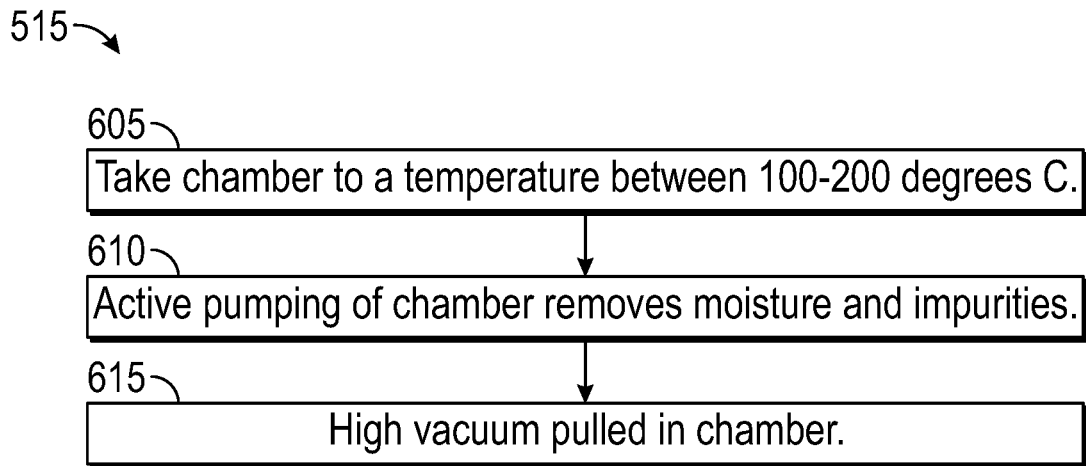 515
605
Take chamber to a temperature between 100-200 degrees C.
610
Active pumping of chamber removes moisture and impurities.
615
High vacuum pulled in chamber.